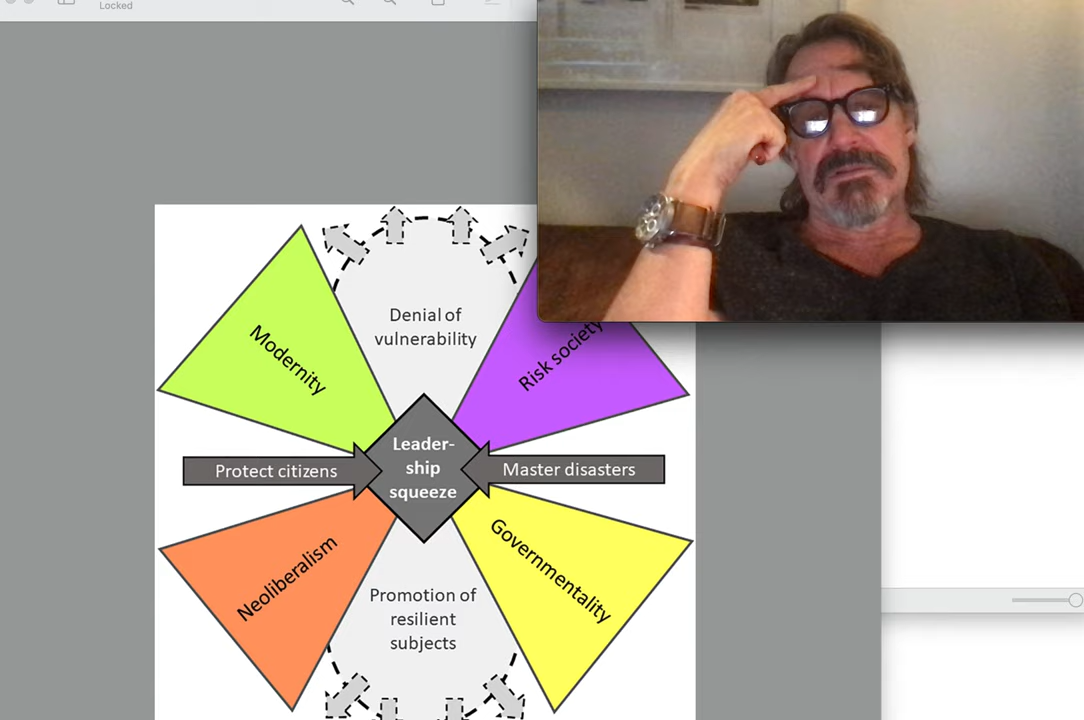 Locked
Denial of
vulnerability
Modernity
Risk society
Leader-
ship
squeeze
Protect citizens
Master disasters
Neoliberalism
Governmentality
Promotion of
resilient
subjects